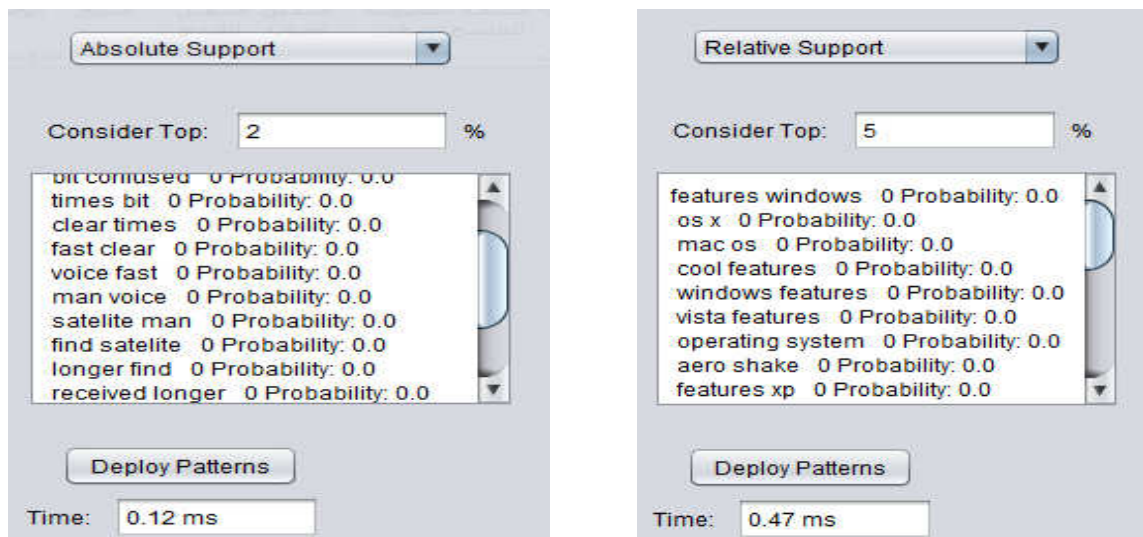 Absolute Support
Consider Top: 2 %
bit confused 0 Probability: 0.0
times bit 0 Probability: 0.0
clear times 0 Probability: 0.0
fast clear 0 Probability: 0.0
voice fast 0 Probability: 0.0
man voice 0 Probability: 0.0
satelite man 0 Probability: 0.0
find satelite 0 Probability: 0.0
longer find 0 Probability: 0.0
received longer 0 Probability: 0.0
Deploy Patterns
Time: 0.12 ms
Relative Support
Consider Top: 5 %
features windows 0 Probability: 0.0
os x 0 Probability: 0.0
mac os 0 Probability: 0.0
cool features 0 Probability: 0.0
windows features 0 Probability: 0.0
vista features 0 Probability: 0.0
operating system 0 Probability: 0.0
aero shake 0 Probability: 0.0
features xp 0 Probability: 0.0
Deploy Patterns
Time: 0.47 ms